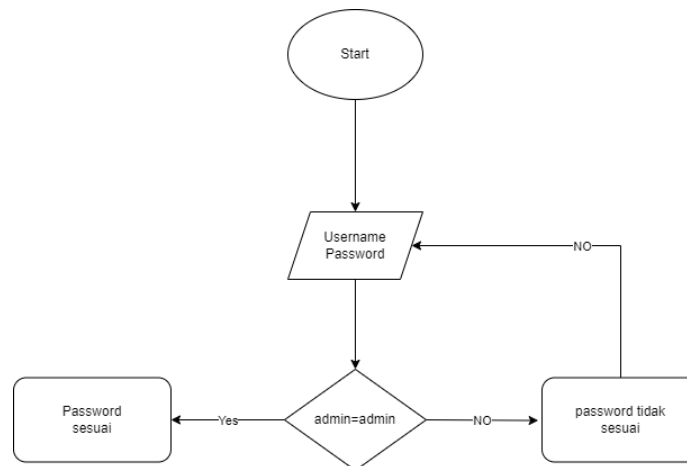 Start
Username
Password
NO
Password
sesuai
Yes
admin=admin
NO
password tidak
sesuai